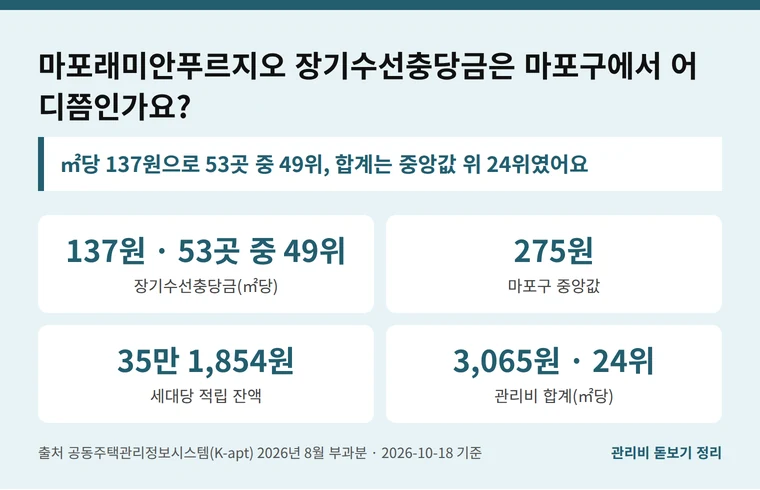 마포래미안푸르지오 장기수선충당금은 마포구에서 어
디쯤인가요?
㎡당 137원으로 53곳 중 49위, 합계는 중앙값 위 24위였어요
137원 · 53곳 중 49위
장기수선충당금(㎡당)
275원
마포구 중앙값
35만 1,854원
세대당 적립 잔액
3,065원 · 24위
관리비 합계(㎡당)
출처 공동주택관리정보시스템(K-apt) 2026년 8월 부과분 · 2026-10-18 기준
관리비 돋보기 정리